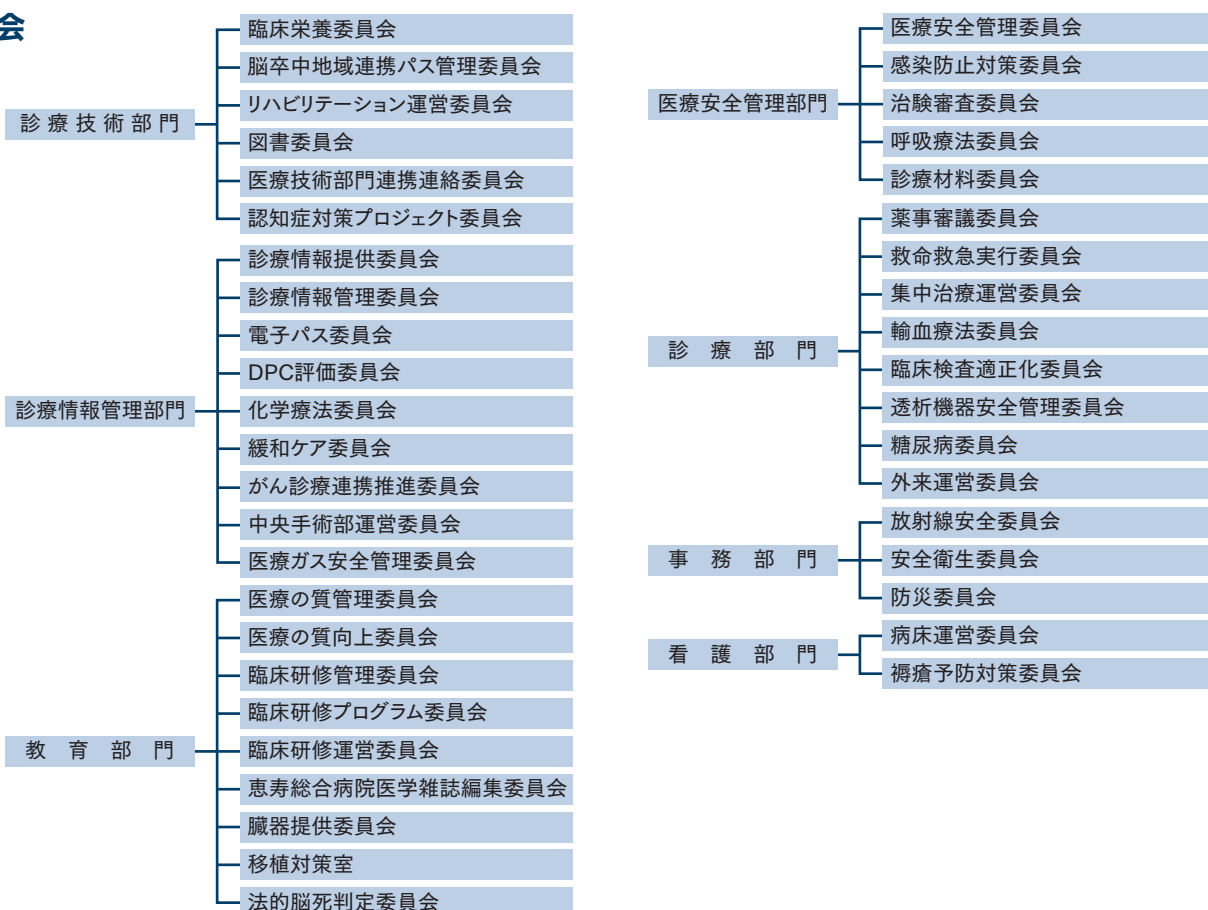 会
診療技術部門
臨床栄養委員会
脳卒中地域連携パス管理委員会
リハビリテーション運営委員会
図書委員会
医療技術部門連携連絡委員会
認知症対策プロジェクト委員会
診療情報管理部門
診療情報提供委員会
診療情報管理委員会
電子パス委員会
DPC評価委員会
化学療法委員会
緩和ケア委員会
がん診療連携推進委員会
中央手術部運営委員会
医療ガス安全管理委員会
教育部門
医療の質管理委員会
医療の質向上委員会
臨床研修管理委員会
臨床研修プログラム委員会
臨床研修運営委員会
恵寿総合病院医学雑誌編集委員会
臓器提供委員会
移植対策室
法的脳死判定委員会
医療安全管理部門
医療安全管理委員会
感染防止対策委員会
治験審査委員会
呼吸療法委員会
診療材料委員会
診療部門
薬事審議委員会
救命救急実行委員会
集中治療運営委員会
輸血療法委員会
臨床検査適正化委員会
透析機器安全管理委員会
糖尿病委員会
外来運営委員会
事務部門
放射線安全委員会
安全衛生委員会
防災委員会
看護部門
病床運営委員会
褥瘡予防対策委員会